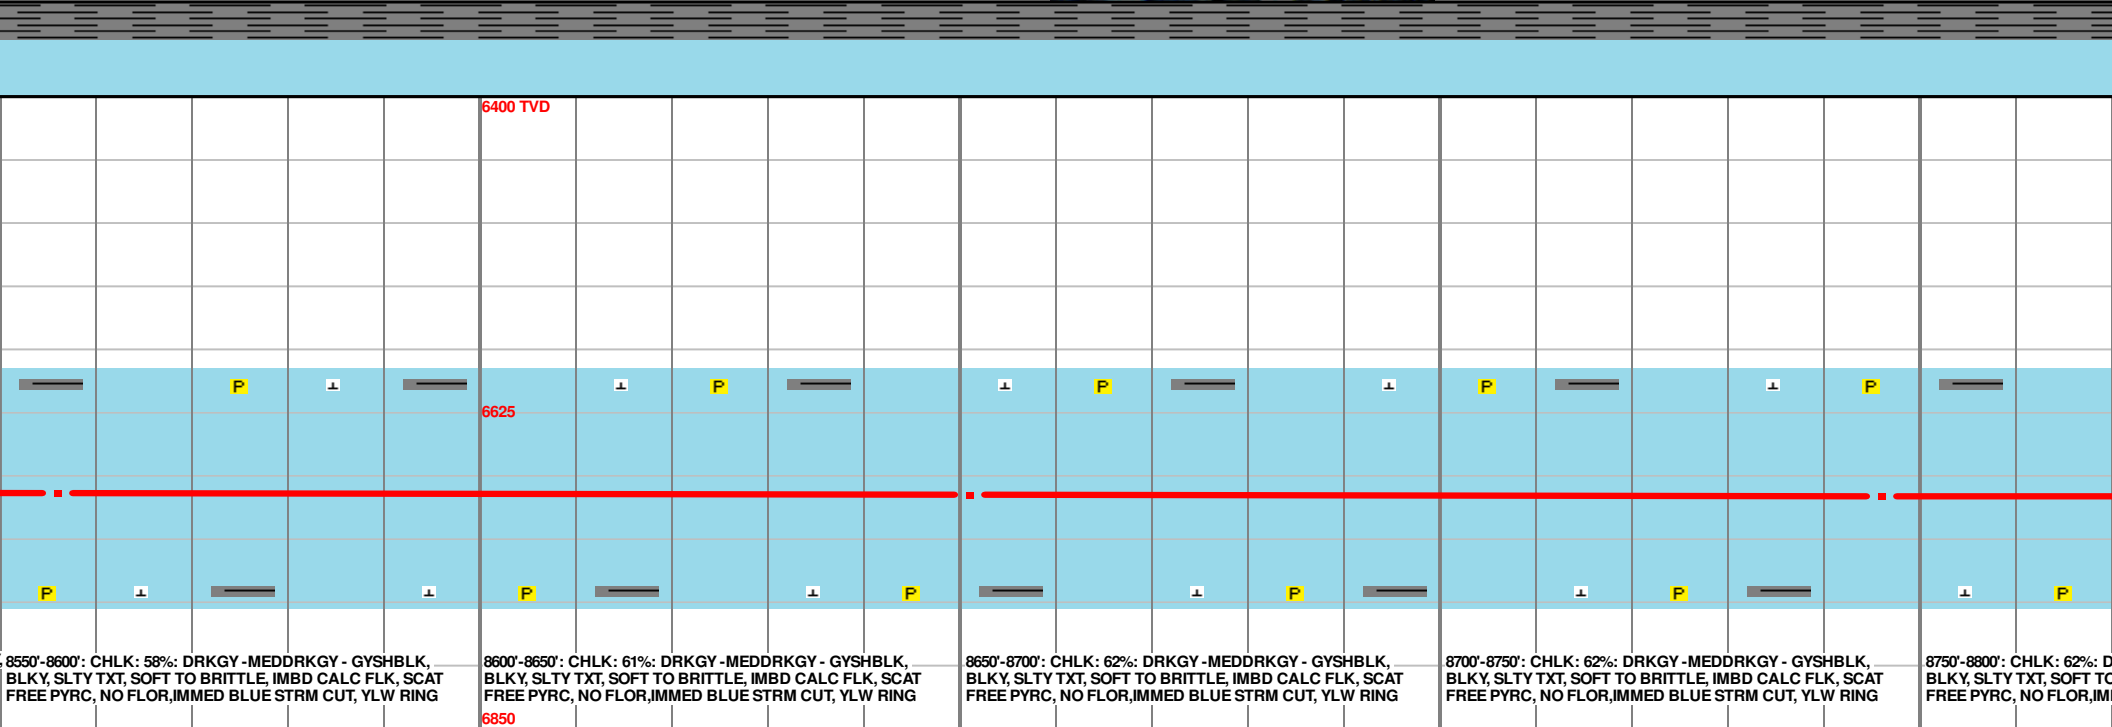 6400 TVD
P
P
P
P
P
6625
P
P
P
P
P
P
8550'-8600': CHLK: 58%: DRKGY -MEDDRKGY - GYSHBLK,
BLKY, SLTY TXT, SOFT TO BRITTLE, IMBD CALC FLK, SCAT
FREE PYRC, NO FLOR,IMMED BLUE STRM CUT, YLW RING
8600'-8650': CHLK: 61%: DRKGY -MEDDRKGY - GYSHBLK,
BLKY, SLTY TXT, SOFT TO BRITTLE, IMBD CALC FLK, SCAT
FREE PYRC, NO FLOR,IMMED BLUE STRM CUT, YLW RING
8650'-8700': CHLK: 62%: DRKGY -MEDDRKGY - GYSHBLK,
BLKY, SLTY TXT, SOFT TO BRITTLE, IMBD CALC FLK, SCAT
FREE PYRC, NO FLOR,IMMED BLUE STRM CUT, YLW RING
8700'-8750': CHLK: 62%: DRKGY -MEDDRKGY - GYSHBLK,
BLKY, SLTY TXT, SOFT TO BRITTLE, IMBD CALC FLK, SCAT
FREE PYRC, NO FLOR,IMMED BLUE STRM CUT, YLW RING
8750'-8800': CHLK: 62%: D
BLKY, SLTY TXT, SOFT TO
FREE PYRC, NO FLOR,IM
6850